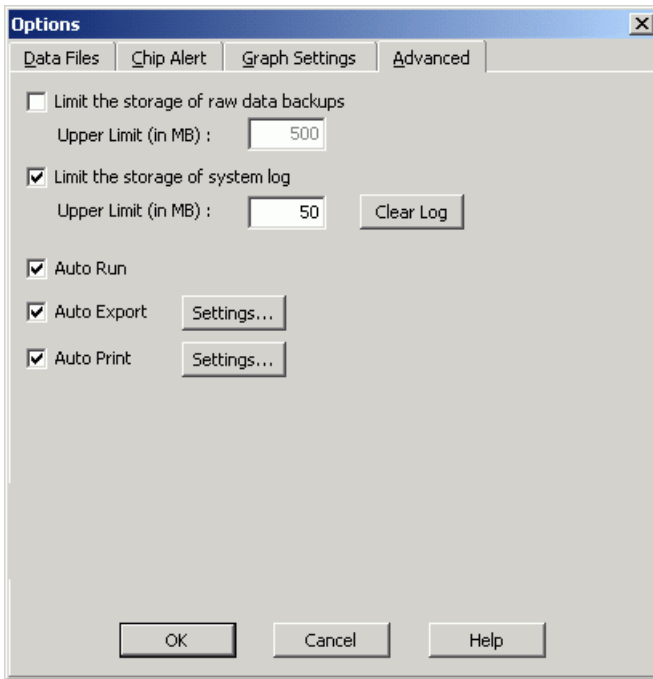 Options
Data Files Chip Alert Graph Settings Advanced
Limit the storage of raw data backups
Upper Limit (in MB) : 500
Limit the storage of system log
Upper Limit (in MB) : 50 Clear Log
Auto Run
Auto Export Settings...
Auto Print Settings...
OK Cancel Help